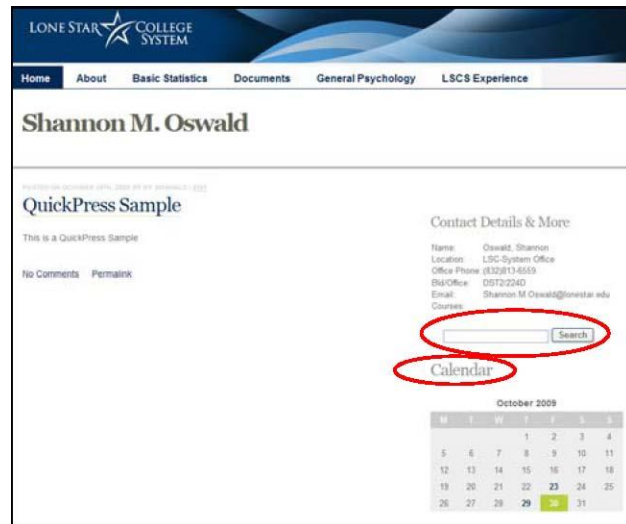 LONE STAR COLLEGE
SYSTEM
Home About Basic Statistics Documents General Psychology LSCS Experience
Shannon M. Oswald
QuickPress Sample
This is a QuickPress Sample
No Comments Permalink
Contact Details & More
Name: Oswald, Shannon
Location: LSC-System Office
Office Phone: (832)813-6559
Bld/Office: DST2/224D
Email: Shannon.M.Oswald@lonestar.edu
Courses:
Search
Calendar
October 2009
M T W T F S S
1 2 3 4
5 6 7 8 9 10 11
12 13 14 15 16 17 18
19 20 21 22 23 24 25
26 27 28 29 30 31